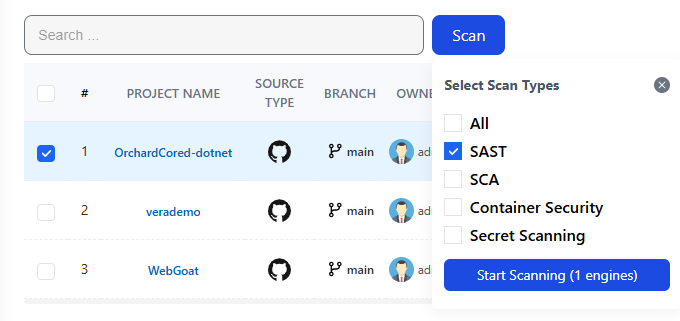 Search ...
Scan
# PROJECT NAME SOURCE TYPE BRANCH OWNE
1 OrchardCored-dotnet main ad
2 verademo main ad
3 WebGoat main ad
Select Scan Types
All
SAST
SCA
Container Security
Secret Scanning
Start Scanning (1 engines)